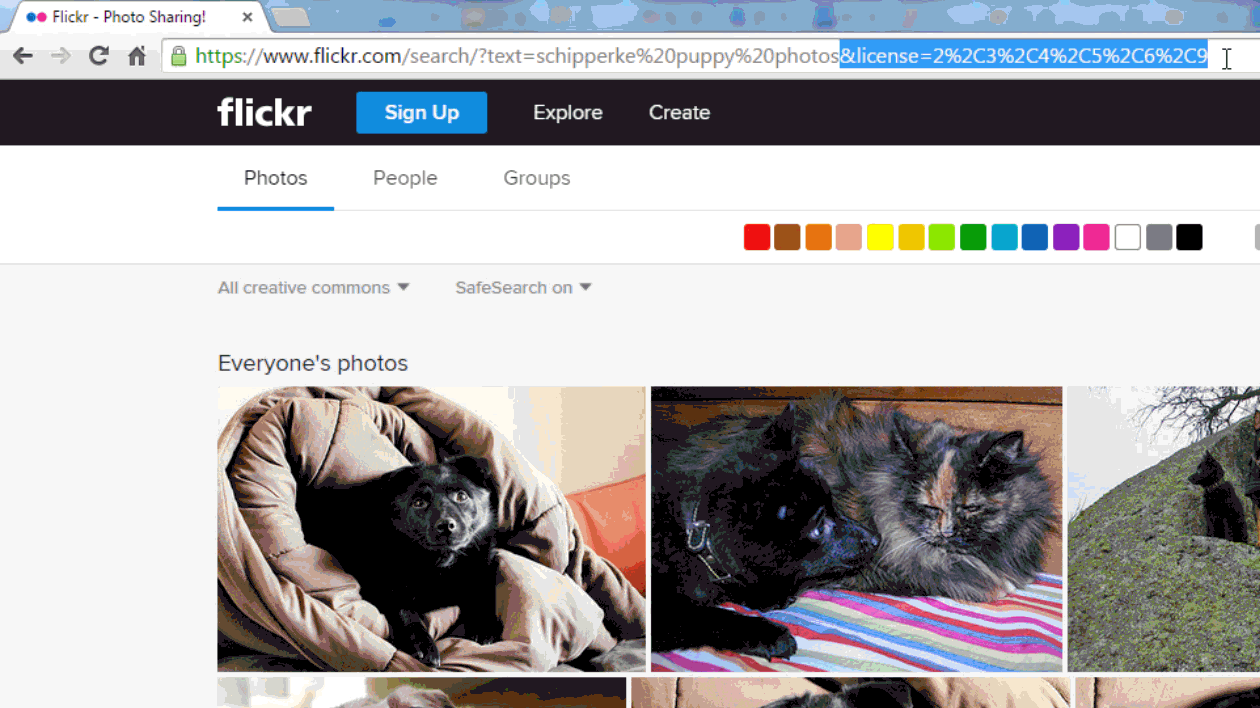 Flickr - Photo Sharing!
https://www.flickr.com/search/?text=schipperke%20puppy%20photos&license=2%2C3%2C4%2C5%2C6%2C9
flickr Sign Up Explore Create
Photos People Groups
All creative commons SafeSearch on
Everyone's photos